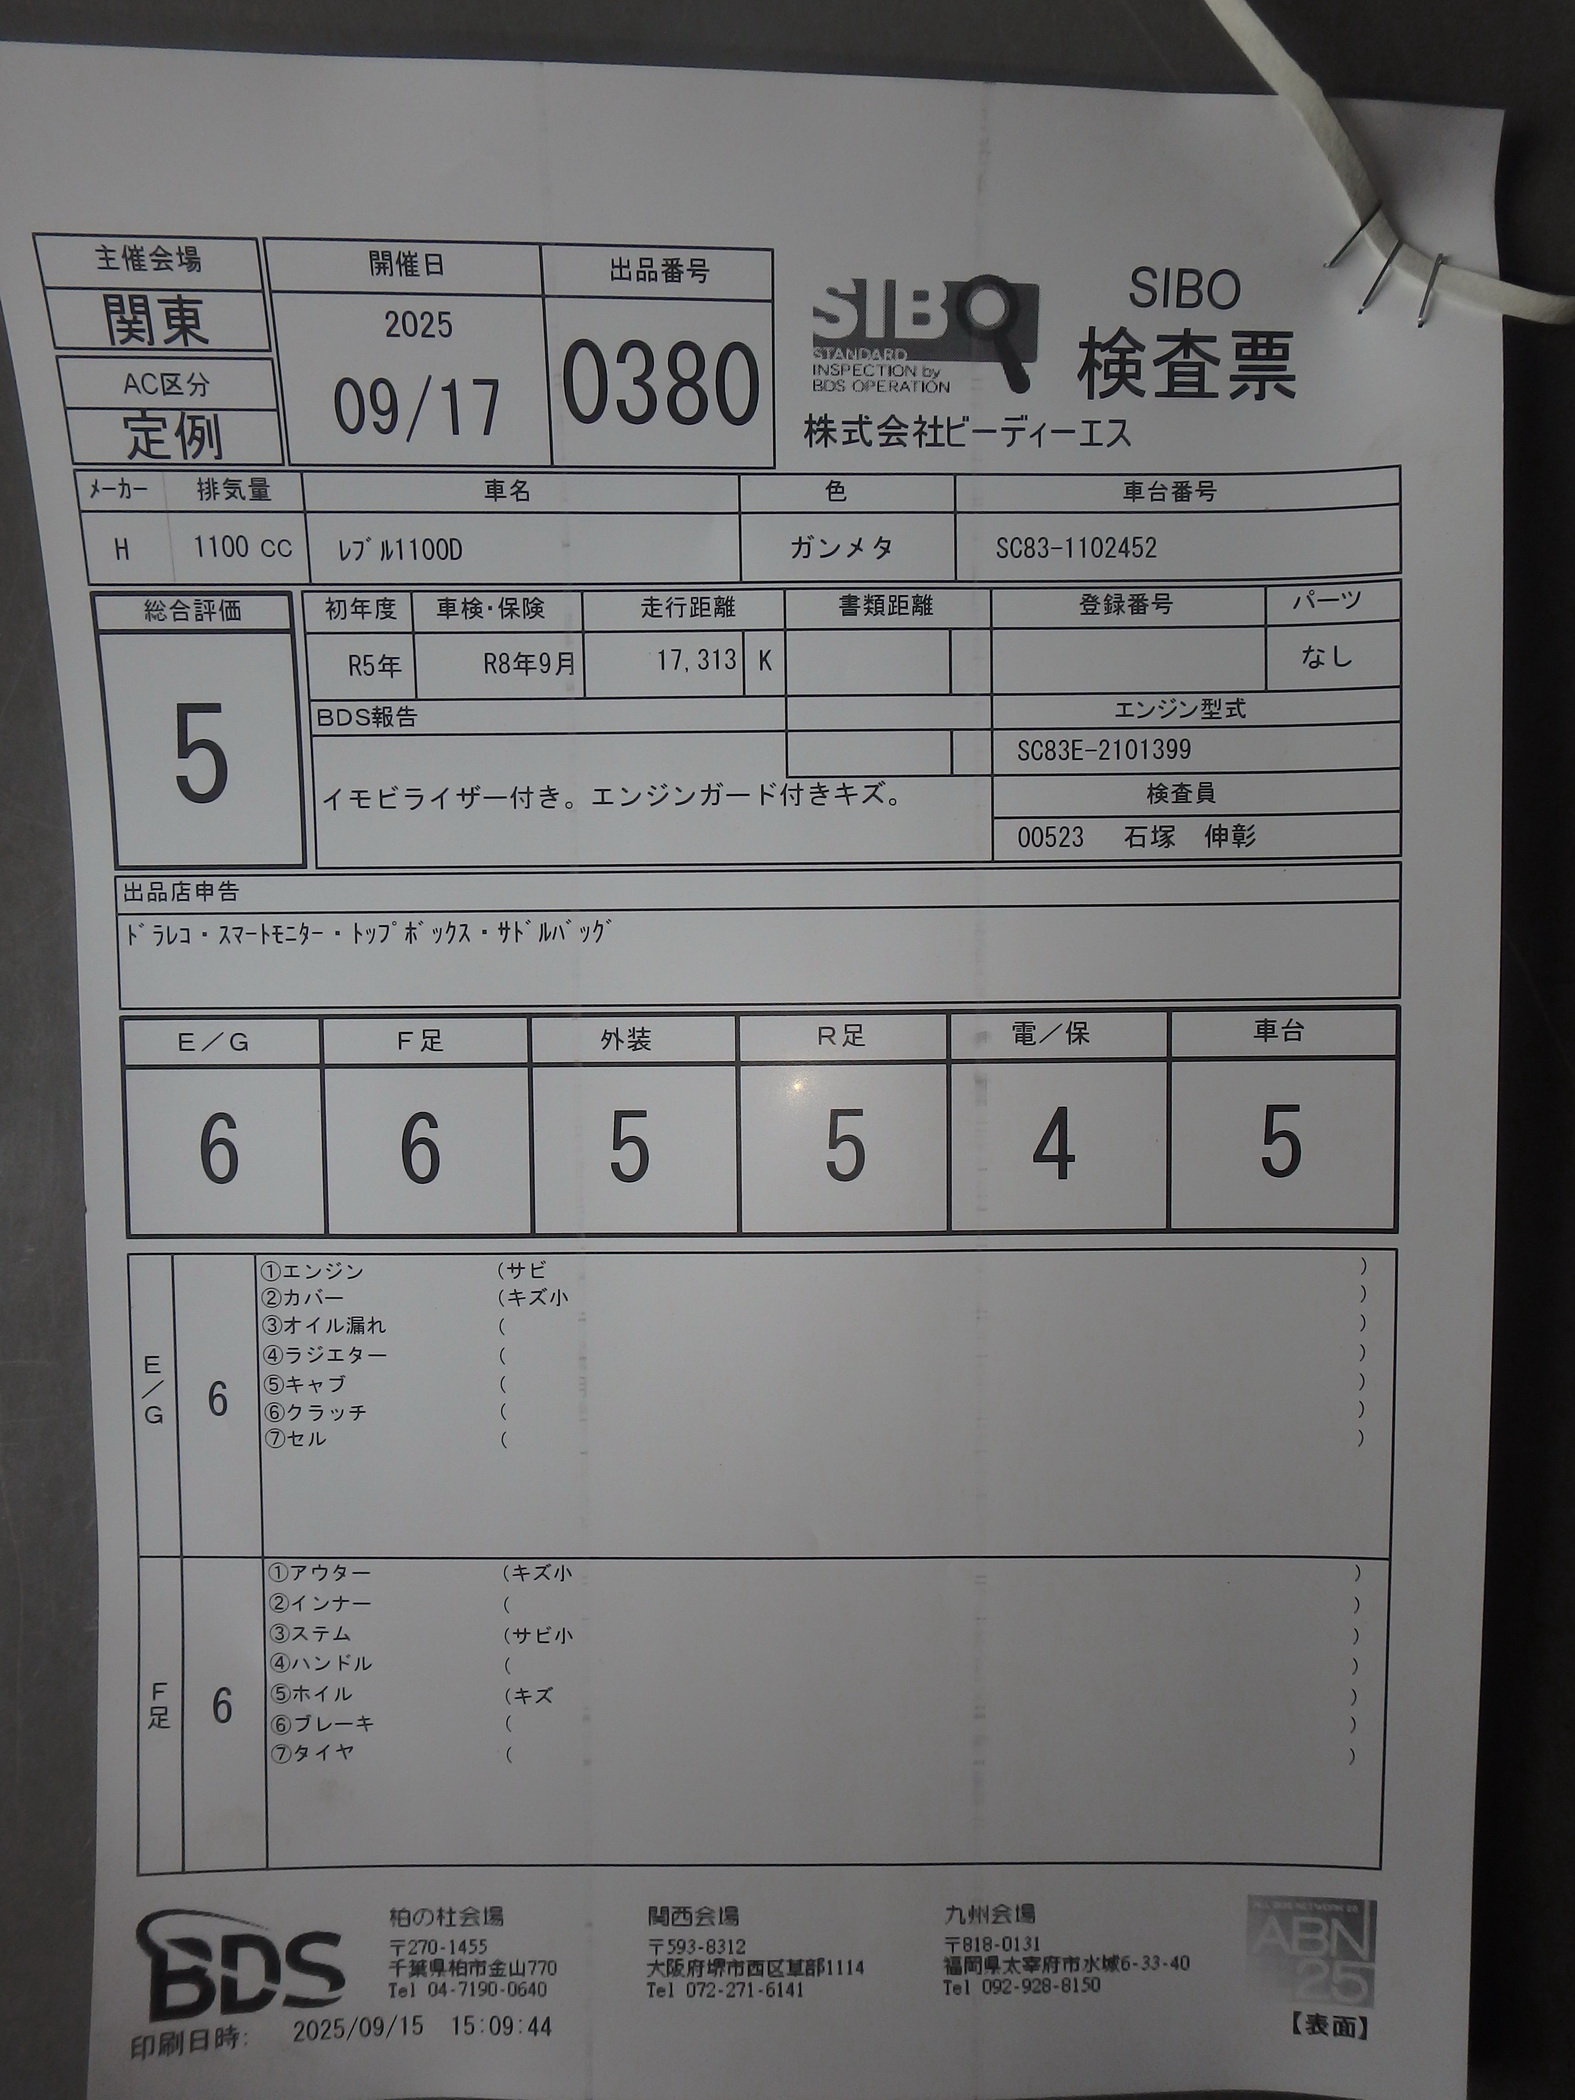 主催会場 開催日 出品番号
関東 2025 09/17 0380
AC区分
定例
SIBO
STANDARD
INSPECTION by
BDS OPERATION
SIBO
検査票
株式会社ビーディーエス
ﾒｰｶｰ 排気量 車名 色 車台番号
H 1100 CC ﾚﾌﾞﾙ1100D ガンメタ SC83-1102452
総合評価 初年度 車検・保険 走行距離 書類距離 登録番号 パーツ
5 R5年 R8年9月 17,313 K なし
BDS報告 エンジン型式
SC83E-2101399
イモビライザー付き。エンジンガード付きキズ。
検査員
00523 石塚 伸彰
出品店申告
ﾄﾞﾗﾚｺ・ｽﾏｰﾄﾓﾆﾀｰ・ﾄｯﾌﾟﾎﾞｯｸｽ・ｻﾄﾞﾙﾊﾞｯｸﾞ
E／G F足 外装 R足 電／保 車台
6 6 5 5 4 5
E／G 6
①エンジン (サビ )
②カバー (キズ小 )
③オイル漏れ ( )
④ラジエター ( )
⑤キャブ ( )
⑥クラッチ ( )
⑦セル ( )
F足 6
①アウター (キズ小 )
②インナー ( )
③ステム (サビ小 )
④ハンドル ( )
⑤ホイル (キズ )
⑥ブレーキ ( )
⑦タイヤ ( )
BDS
柏の杜会場
〒270-1455
千葉県柏市金山770
Tel 04-7190-0640
関西会場
〒593-8312
大阪府堺市西区草部1114
Tel 072-271-6141
九州会場
〒818-0131
福岡県太宰府市水城6-33-40
Tel 092-928-8150
ABN
25
印刷日時: 2025/09/15 15:09:44
【表面】